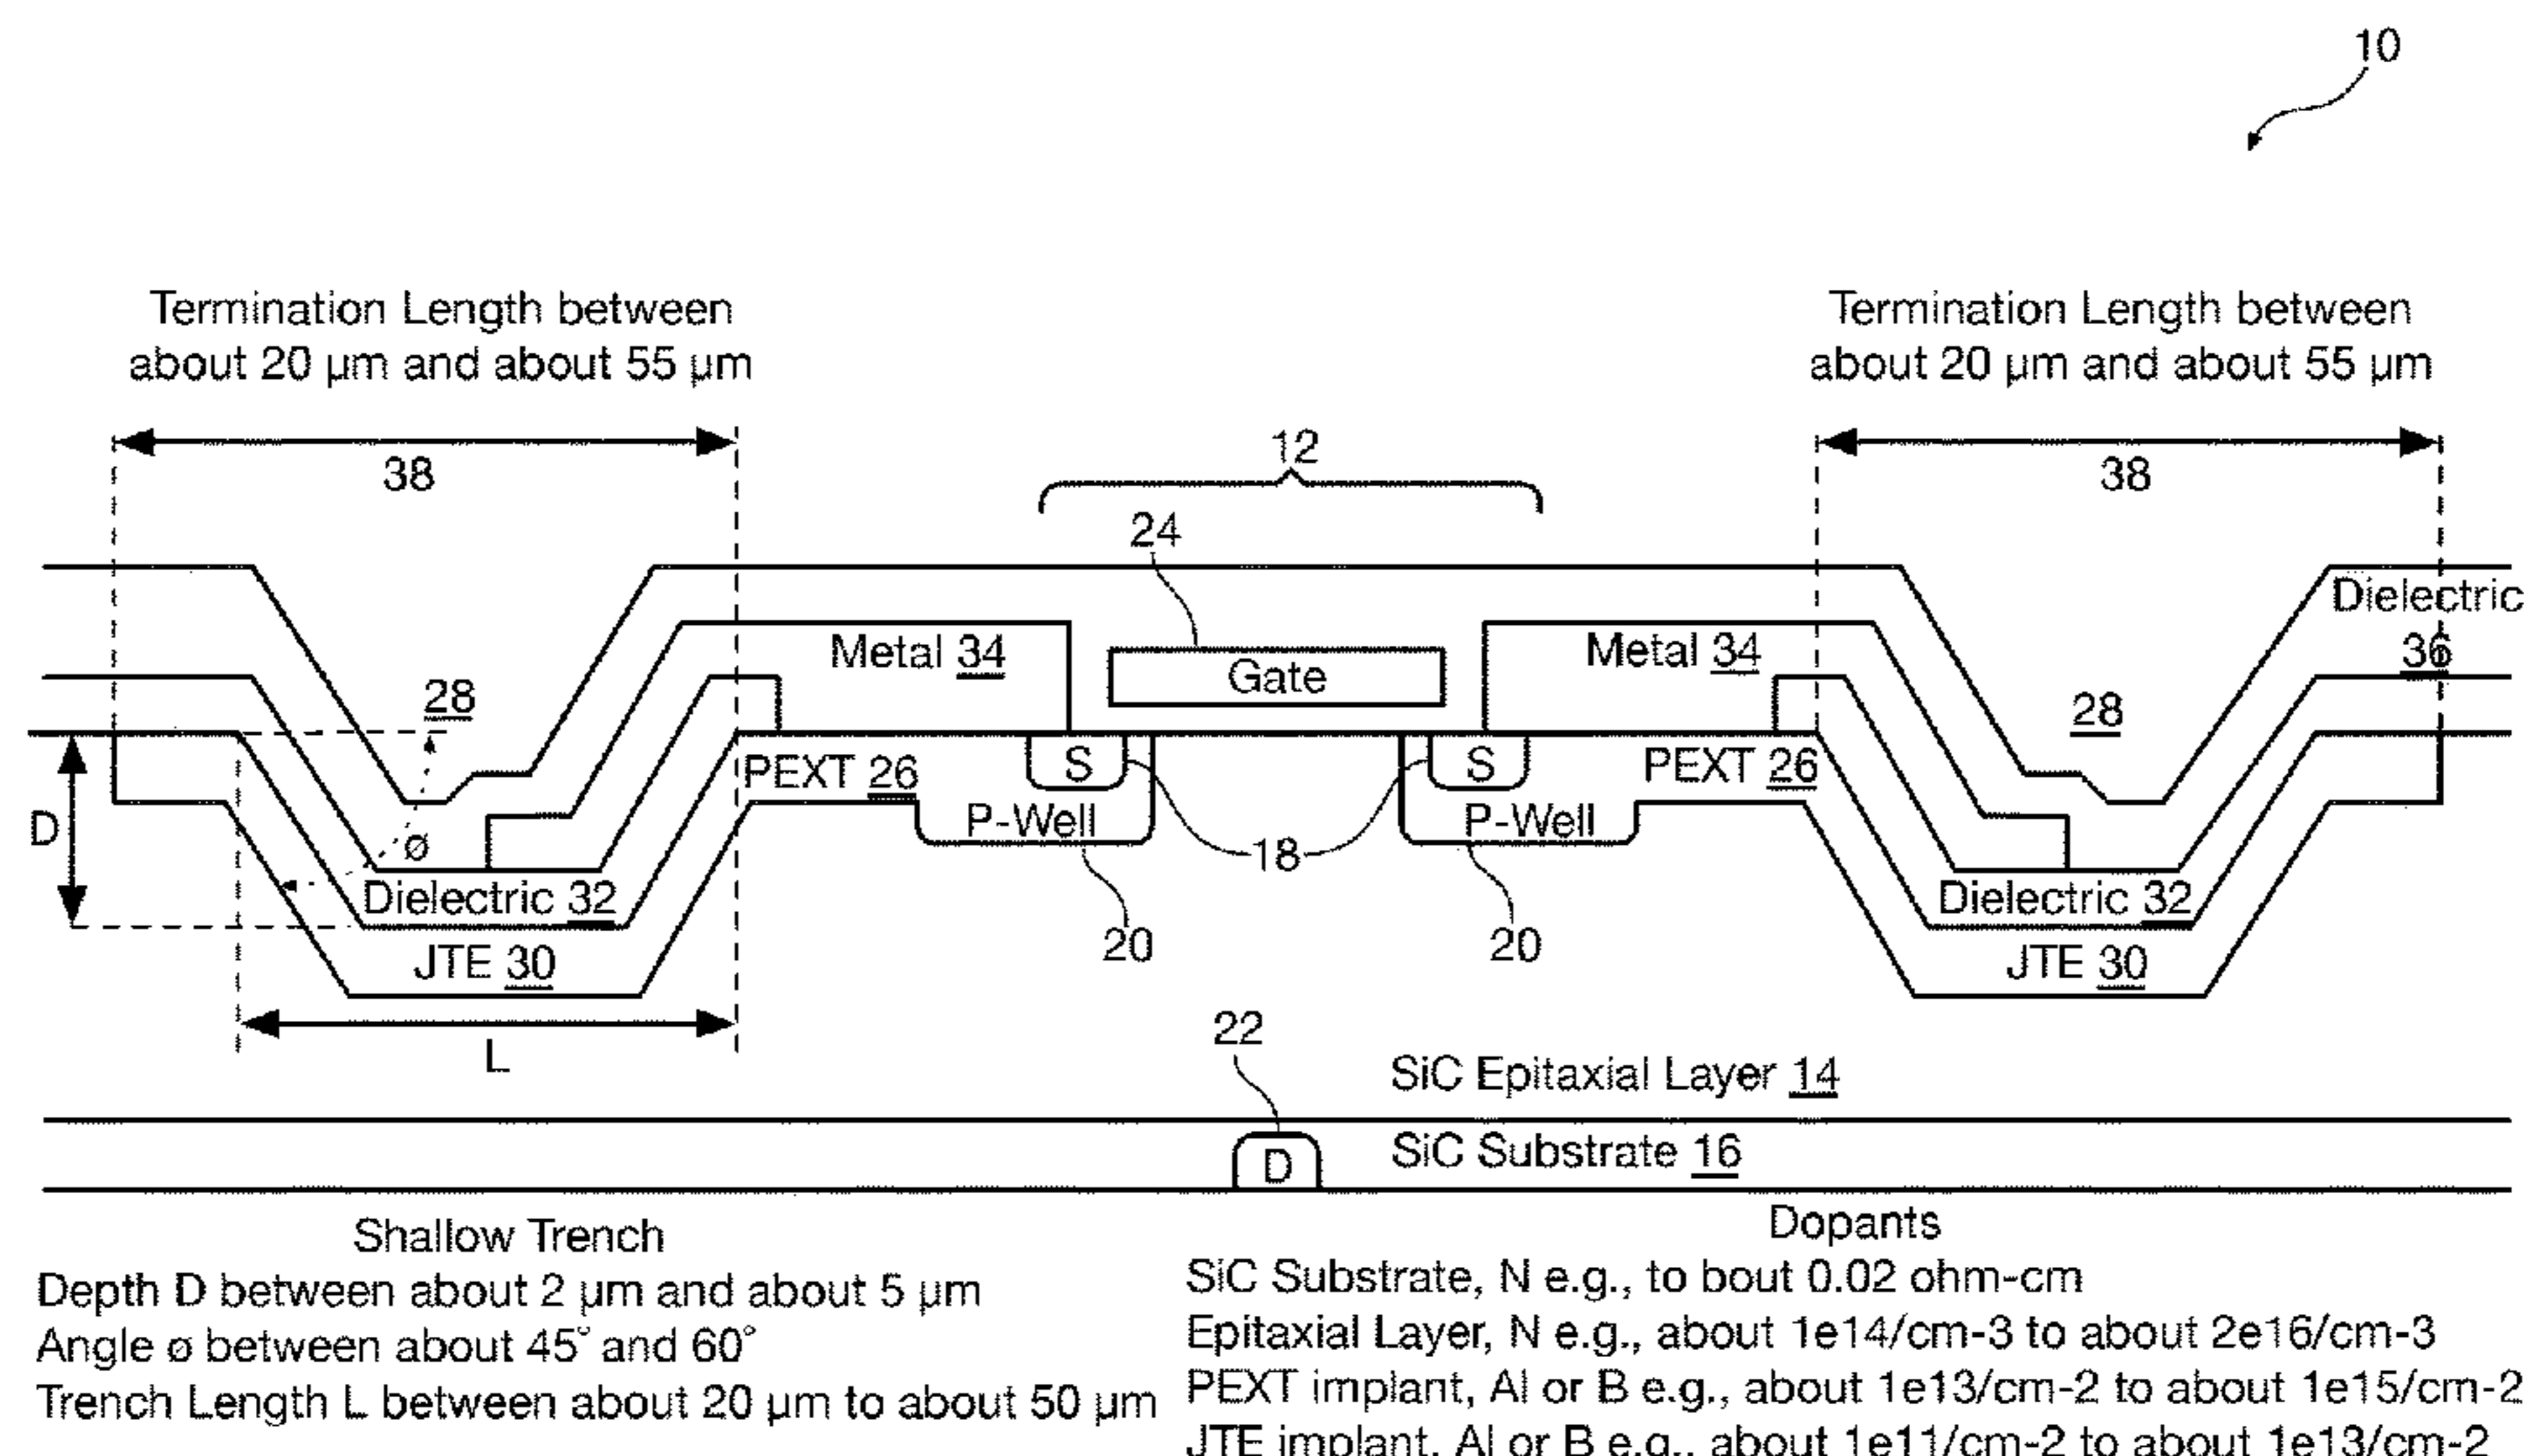 10
Termination Length between
about 20 µm and about 55 µm
Termination Length between
about 20 µm and about 55 µm
38
12
38
24
Dielectric
36
Metal 34
Gate
Metal 34
28
28
D
PEXT 26
S
S
PEXT 26
P-Well
P-Well
ø
18
Dielectric 32
Dielectric 32
20
20
JTE 30
JTE 30
L
22
SiC Epitaxial Layer 14
D
SiC Substrate 16
Shallow Trench
Depth D between about 2 µm and about 5 µm
Angle ø between about 45° and 60°
Trench Length L between about 20 µm to about 50 µm
Dopants
SiC Substrate, N e.g., to bout 0.02 ohm-cm
Epitaxial Layer, N e.g., about 1e14/cm-3 to about 2e16/cm-3
PEXT implant, Al or B e.g., about 1e13/cm-2 to about 1e15/cm-2
JTE implant, Al or B e.g., about 1e11/cm-2 to about 1e13/cm-2